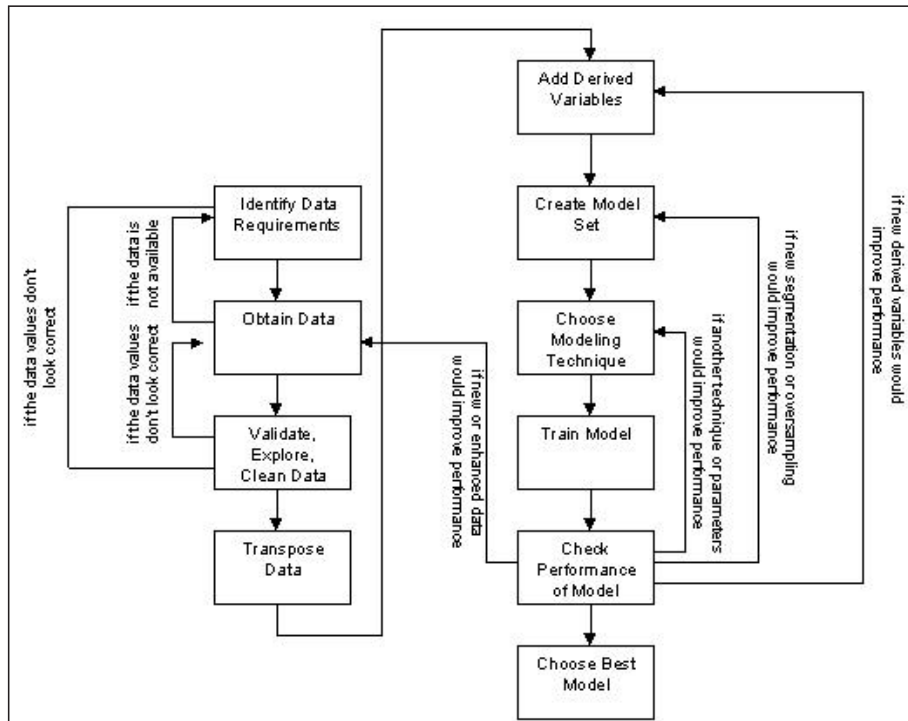 Identify Data
Requirements
Obtain Data
Validate,
Explore,
Clean Data
Transpose
Data
if the data values don't
look correct
if the data is
not available
if the data values
don't look correct
Add Derived
Variables
Create Model
Set
Choose
Modeling
Technique
Train Model
Check
Performance
of Model
Choose Best
Model
if new or enhanced data
would improve performance
if another technique or parameters
would improve performance
if new segmentation or oversampling
would improve performance
if new derived variables would
improve performance